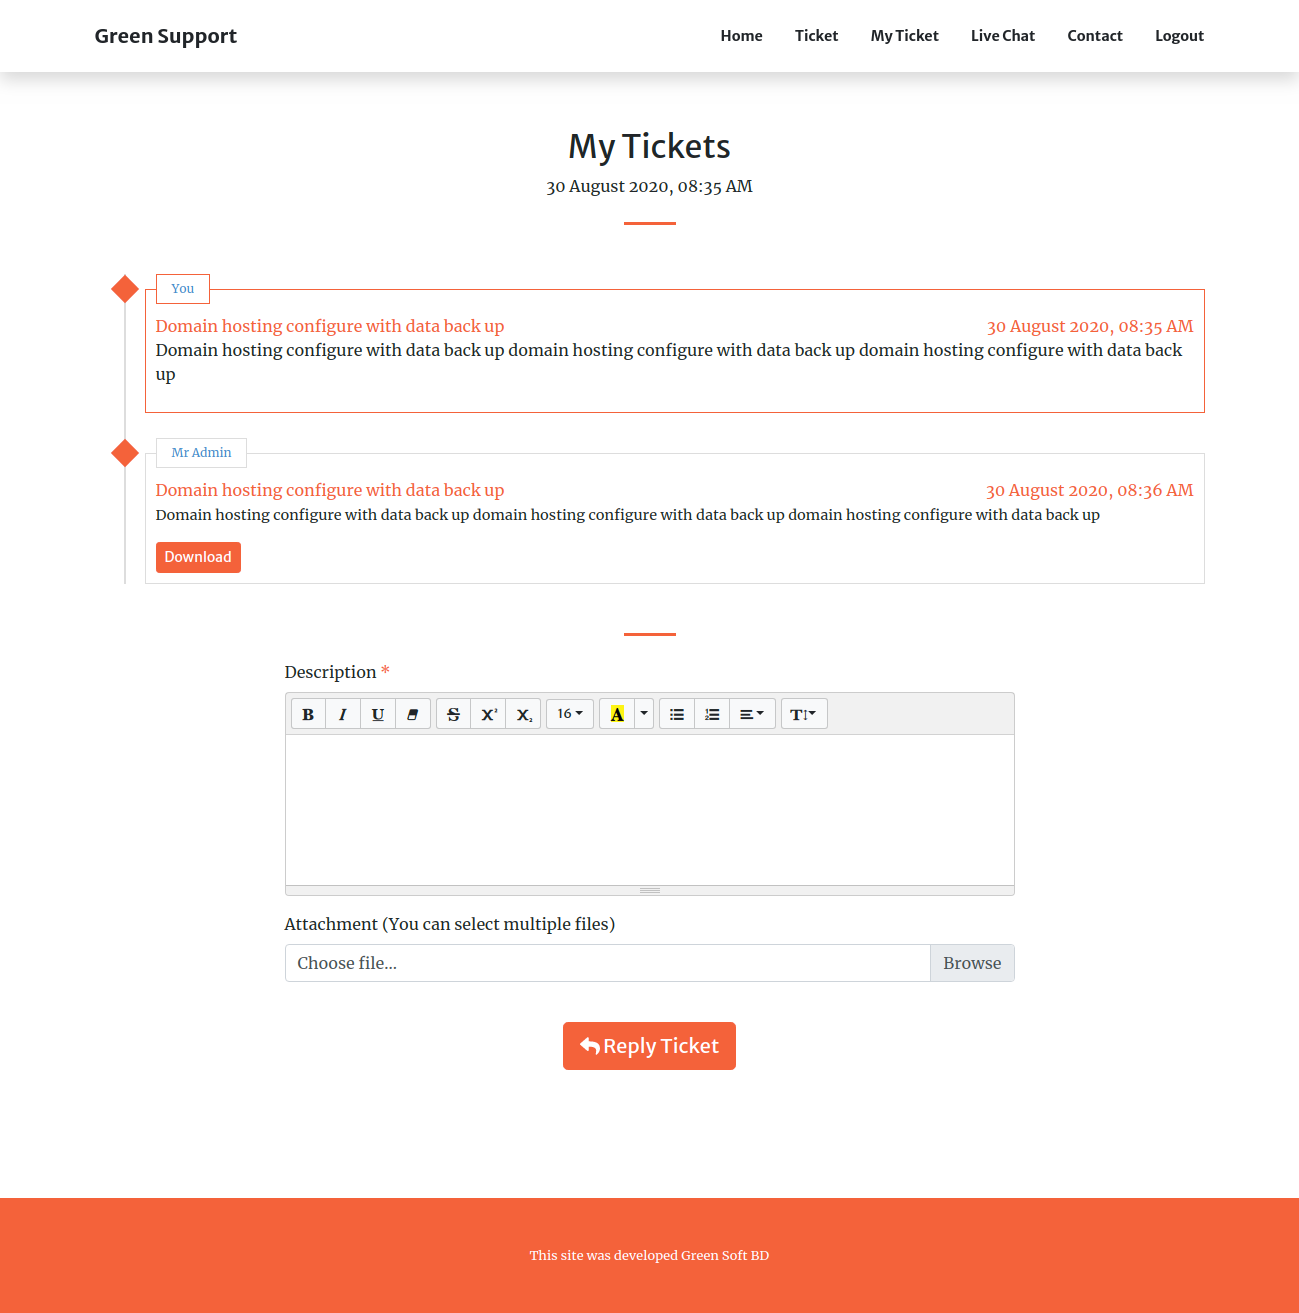 Green Support
Home Ticket My Ticket Live Chat Contact Logout
My Tickets
30 August 2020, 08:35 AM
You
Domain hosting configure with data back up 30 August 2020, 08:35 AM
Domain hosting configure with data back up domain hosting configure with data back up domain hosting configure with data back
up
Mr Admin
Domain hosting configure with data back up 30 August 2020, 08:36 AM
Domain hosting configure with data back up domain hosting configure with data back up domain hosting configure with data back up
Download
Description *
B I U S X² X₂ 16 A T
Attachment (You can select multiple files)
Choose file... Browse
Reply Ticket
This site was developed Green Soft BD